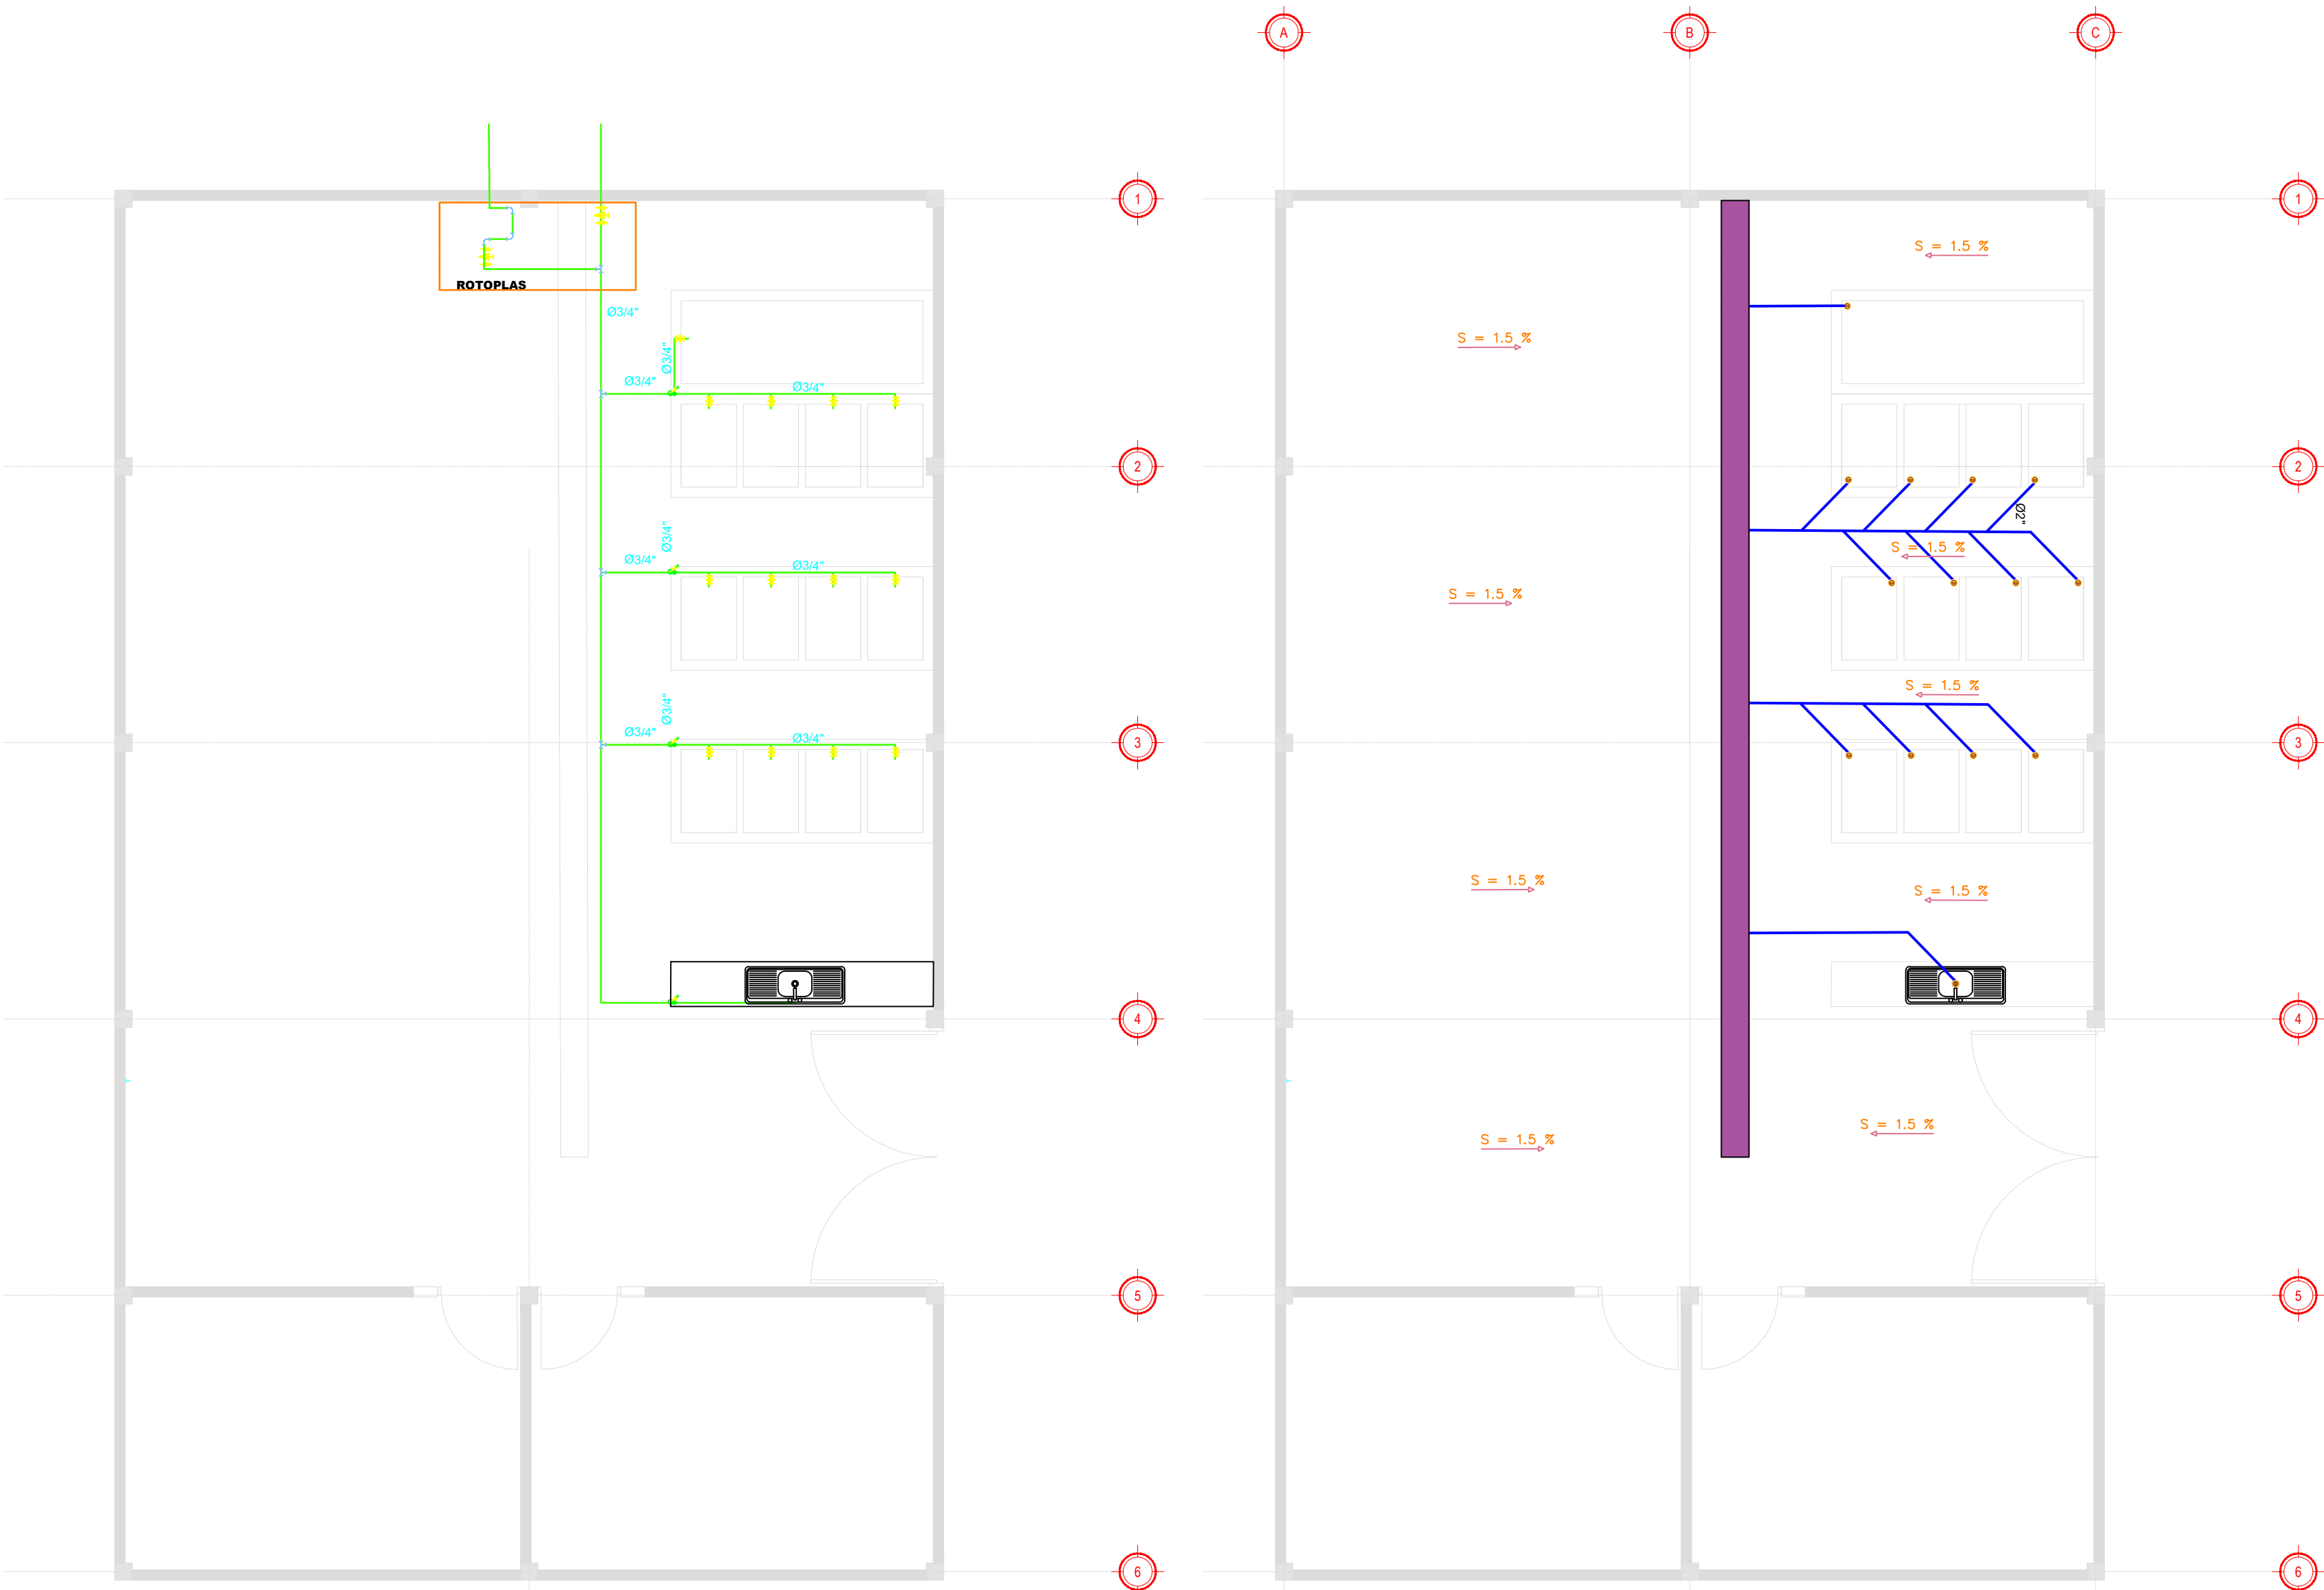 A
B
C
1
1
S = 1.5 %
ROTOPLAS
Ø3/4"
S = 1.5 %
Ø3/4"
Ø3/4"
Ø3/4"
2
2
Ø2"
Ø3/4"
S = 1.5 %
Ø3/4"
Ø3/4"
S = 1.5 %
S = 1.5 %
Ø3/4"
Ø3/4"
Ø3/4"
3
3
S = 1.5 %
S = 1.5 %
4
4
S = 1.5 %
S = 1.5 %
5
5
6
6